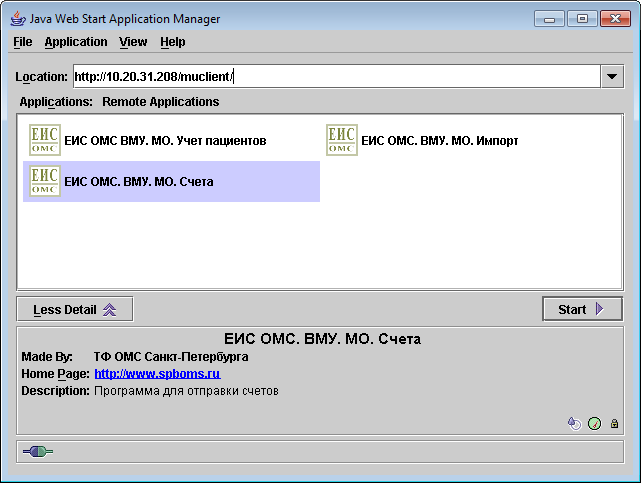 Java Web Start Application Manager
File Application View Help
Location: http://10.20.31.208/muclient/
Applications: Remote Applications
ЕИС ОМС ЕИС ОМС ВМУ. МО. Учет пациентов ЕИС ОМС ЕИС ОМС. ВМУ. МО. Импорт
ЕИС ОМС ЕИС ОМС. ВМУ. МО. Счета
Less Detail Start
ЕИС ОМС. ВМУ. МО. Счета
Made By: ТФ ОМС Санкт-Петербурга
Home Page: http://www.spboms.ru
Description: Программа для отправки счетов